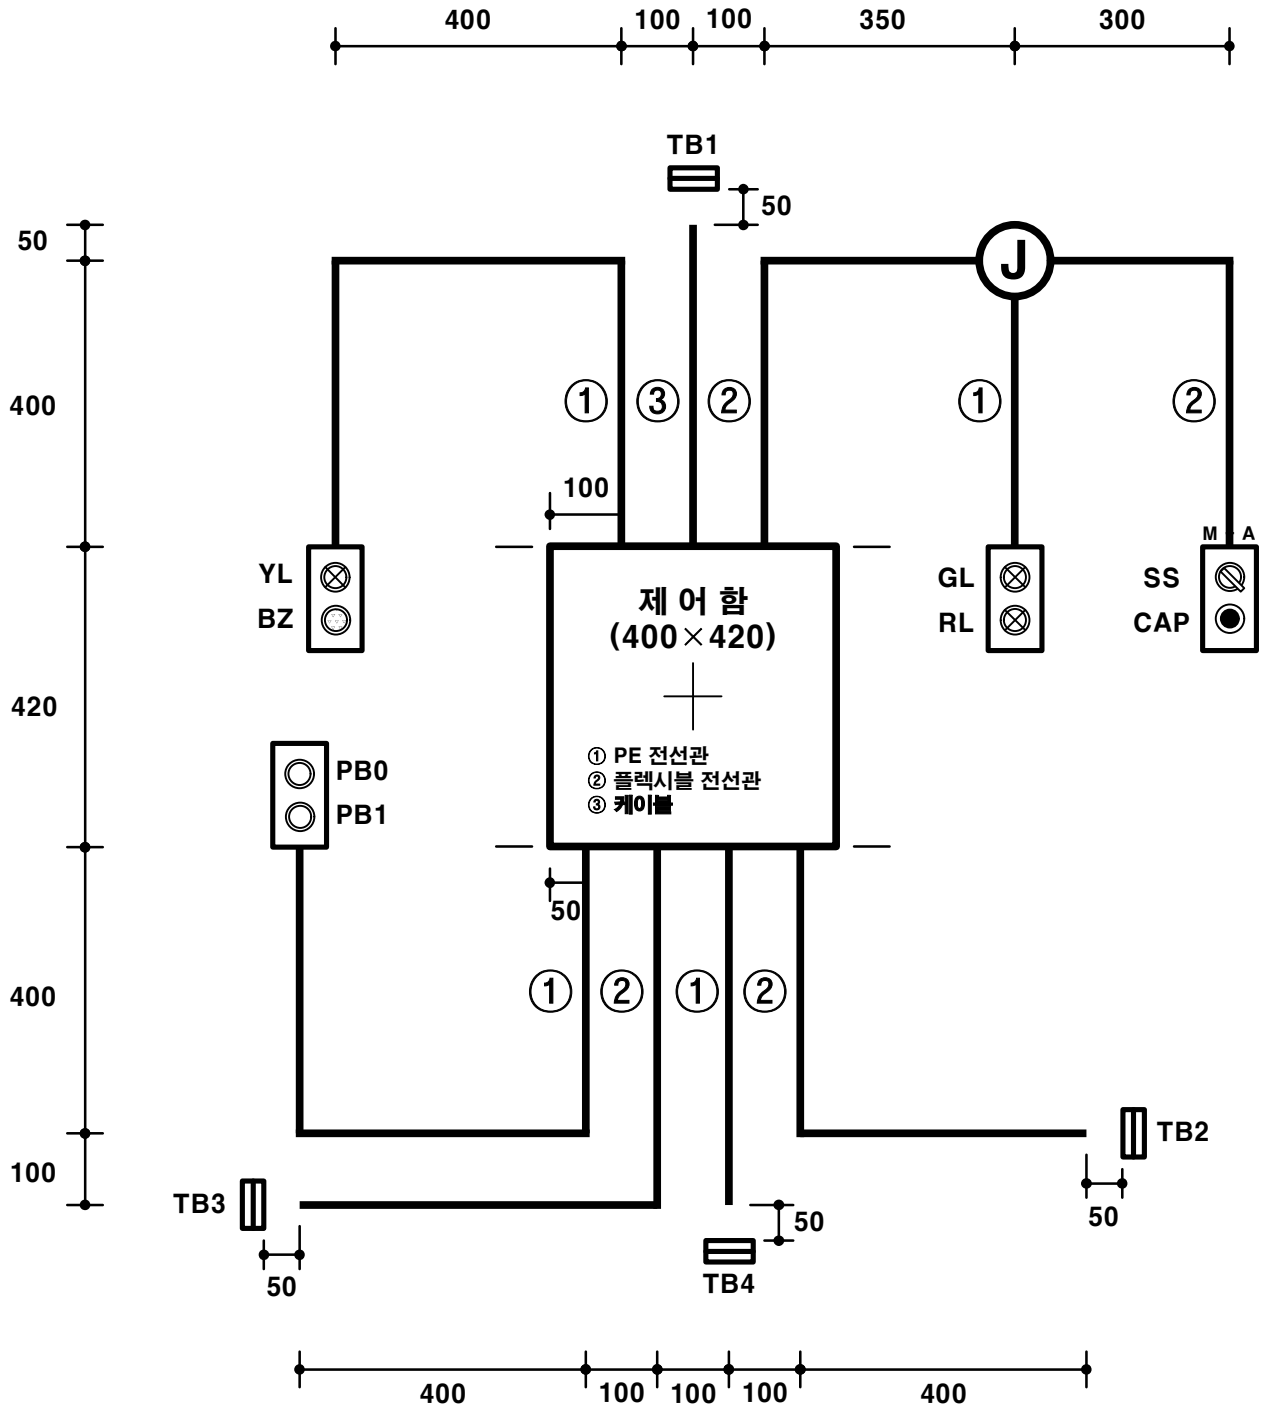 400 100 100 350 300
TB1
50
50
J
400
① ③ ② ① ②
100
M A
YL
BZ
GL
RL
SS
CAP
제 어 함
(400×420)
420
① PE 전선관
② 플렉시블 전선관
③ 케이블
PB0
PB1
50
400
① ② ① ②
100
TB2
TB3
50
50
50
TB4
400 100 100 100 400